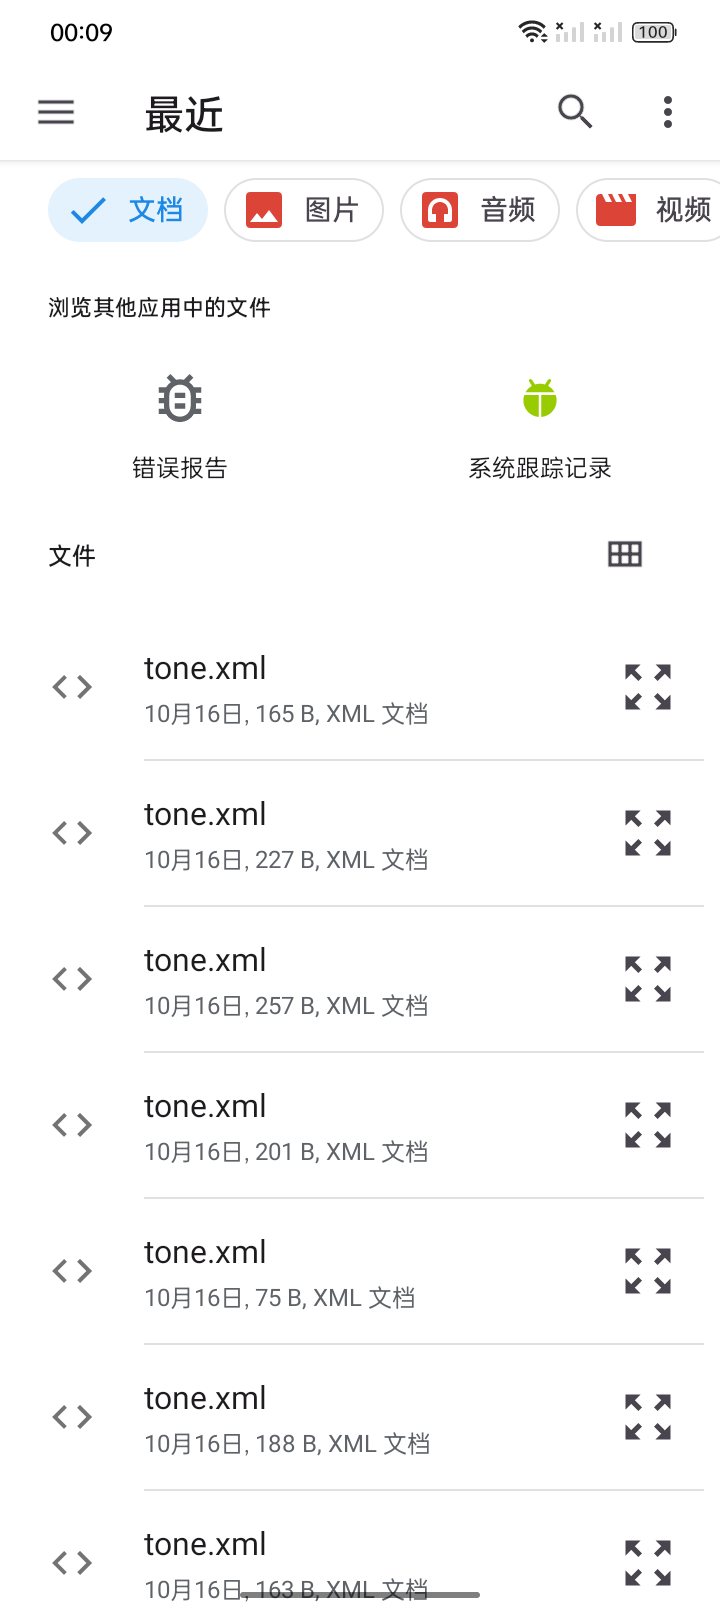 00:09
100
最近
文档
图片
音频
视频
浏览其他应用中的文件
错误报告
系统跟踪记录
文件
tone.xml
10月16日, 165 B, XML 文档
tone.xml
10月16日, 227 B, XML 文档
tone.xml
10月16日, 257 B, XML 文档
tone.xml
10月16日, 201 B, XML 文档
tone.xml
10月16日, 75 B, XML 文档
tone.xml
10月16日, 188 B, XML 文档
tone.xml
10月16日, 163 B, XML 文档